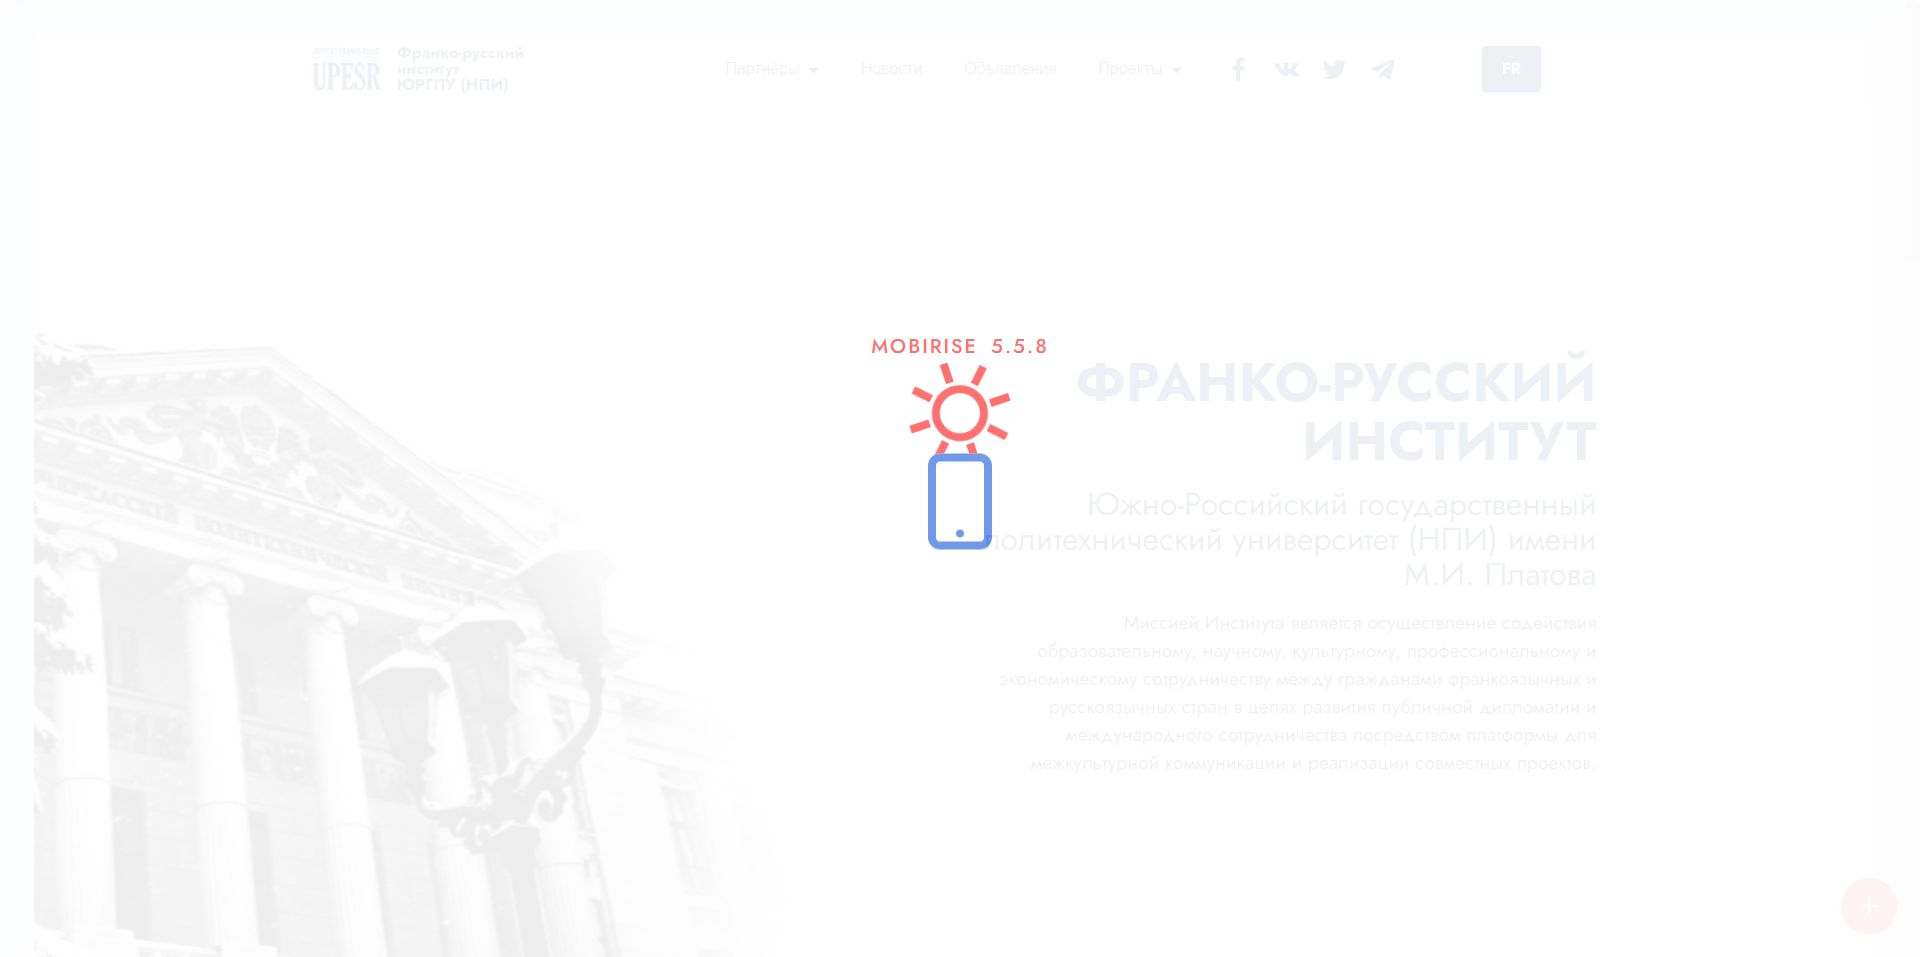 UPESR
Франко-русский
институт
ЮРГПУ (НПИ)
Партнёры
Новости
Объявления
Проекты
FR
MOBIRISE 5.5.8
ФРАНКО-РУССКИЙ
ИНСТИТУТ
Южно-Российский государственный
политехнический университет (НПИ) имени
М.И. Платова
Миссией Института является осуществление содействия
образовательному, научному, культурному, профессиональному и
экономическому сотрудничеству между гражданами франкоязычных и
русскоязычных стран в целях развития публичной дипломатии и
международного сотрудничества посредством платформы для
межкультурной коммуникации и реализации совместных проектов.